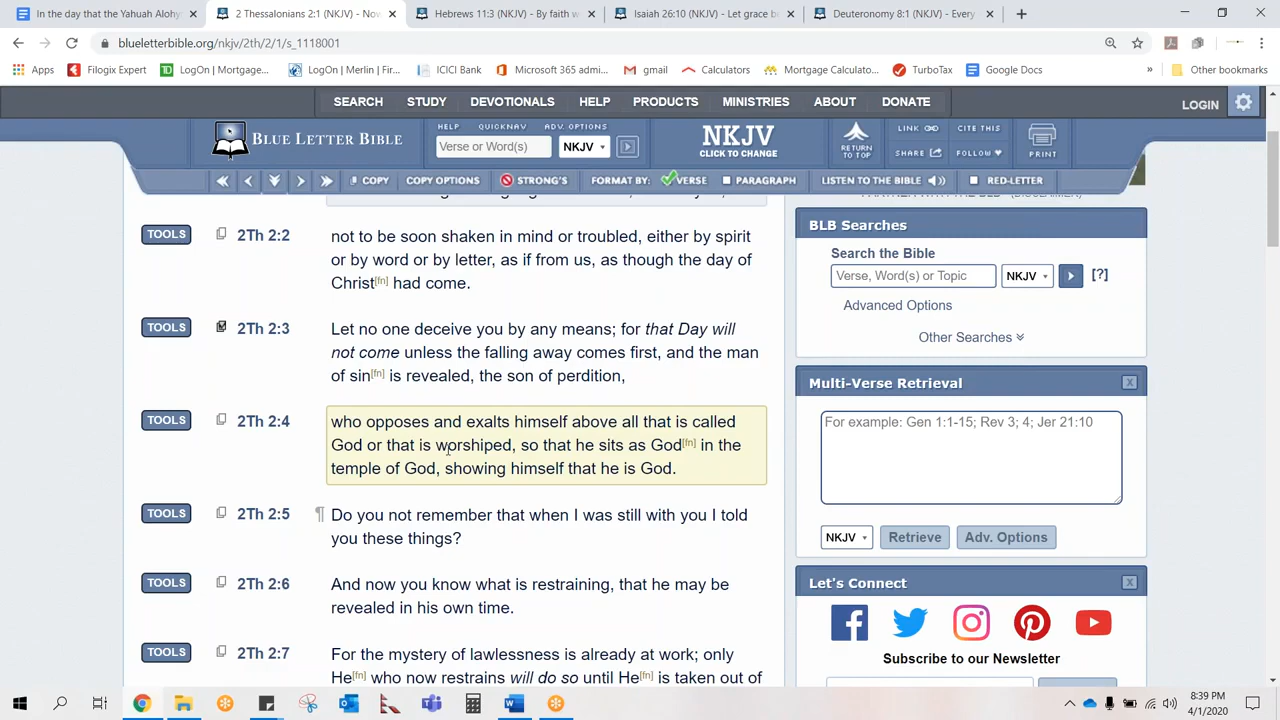 In the day that the Yahuah Alohy
2 Thessalonians 2:1 (NKJV) - Nov
Hebrews 11:3 (NKJV) - By faith w
Isaiah 26:10 (NKJV) - Let grace b
Deuteronomy 8:1 (NKJV) - Every
blueletterbible.org/nkjv/2th/2/1/s_1118001
Apps
Filogix Expert
LogOn | Mortgage...
LogOn | Merlin | Fir...
ICICI Bank
Microsoft 365 admi...
gmail
Calculators
Mortgage Calculato...
TurboTax
Google Docs
»
Other bookmarks
SEARCH STUDY DEVOTIONALS HELP PRODUCTS MINISTRIES ABOUT DONATE
LOGIN
BLUE LETTER BIBLE
HELP QUICKNAV ADV. OPTIONS
Verse or Word(s)
NKJV
NKJV
CLICK TO CHANGE
RETURN
TO TOP
LINK
CITE THIS
SHARE
FOLLOW
PRINT
COPY
COPY OPTIONS
STRONG'S
FORMAT BY:
VERSE
PARAGRAPH
LISTEN TO THE BIBLE
RED-LETTER
TOOLS
2Th 2:2
not to be soon shaken in mind or troubled, either by spirit
or by word or by letter, as if from us, as though the day of
Christ[fn] had come.
TOOLS
2Th 2:3
Let no one deceive you by any means; for that Day will
not come unless the falling away comes first, and the man
of sin[fn] is revealed, the son of perdition,
TOOLS
2Th 2:4
who opposes and exalts himself above all that is called
God or that is worshiped, so that he sits as God[fn] in the
temple of God, showing himself that he is God.
TOOLS
2Th 2:5
¶ Do you not remember that when I was still with you I told
you these things?
TOOLS
2Th 2:6
And now you know what is restraining, that he may be
revealed in his own time.
TOOLS
2Th 2:7
For the mystery of lawlessness is already at work; only
He[fn] who now restrains will do so until He[fn] is taken out of
BLB Searches
Search the Bible
Verse, Word(s) or Topic
NKJV
[?]
Advanced Options
Other Searches
Multi-Verse Retrieval
X
For example: Gen 1:1-15; Rev 3; 4; Jer 21:10
NKJV
Retrieve
Adv. Options
Let's Connect
X
Subscribe to our Newsletter
8:39 PM
4/1/2020